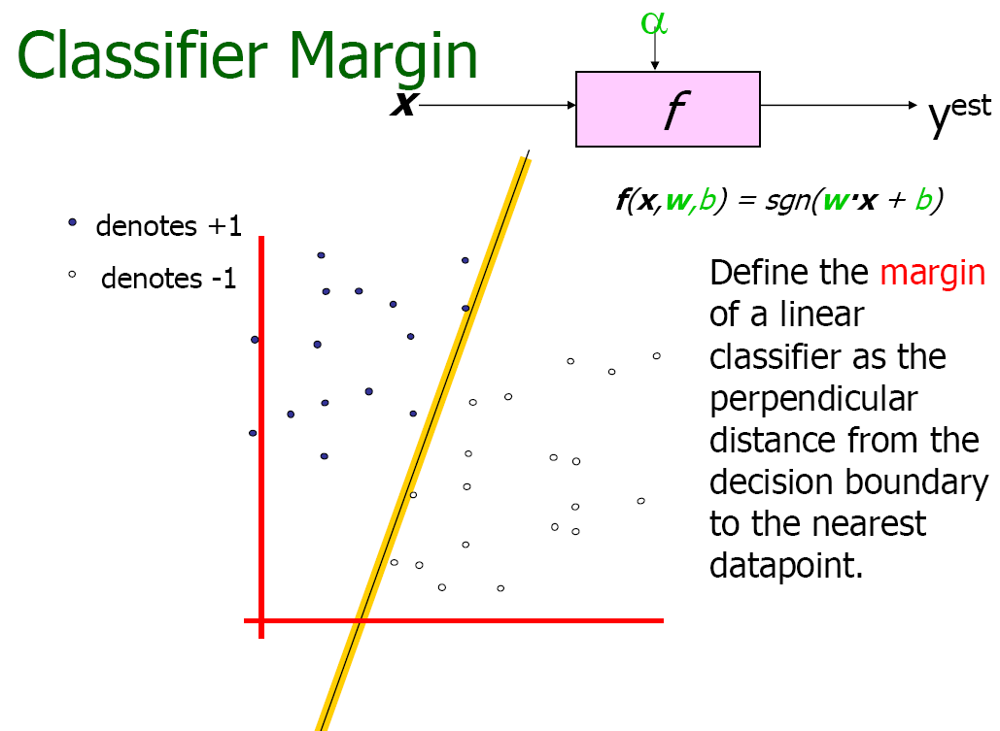 Classifier Margin
α
x
f
yest
f(x,w,b) = sgn(w·x + b)
denotes +1
denotes -1
Define the margin
of a linear
classifier as the
perpendicular
distance from the
decision boundary
to the nearest
datapoint.